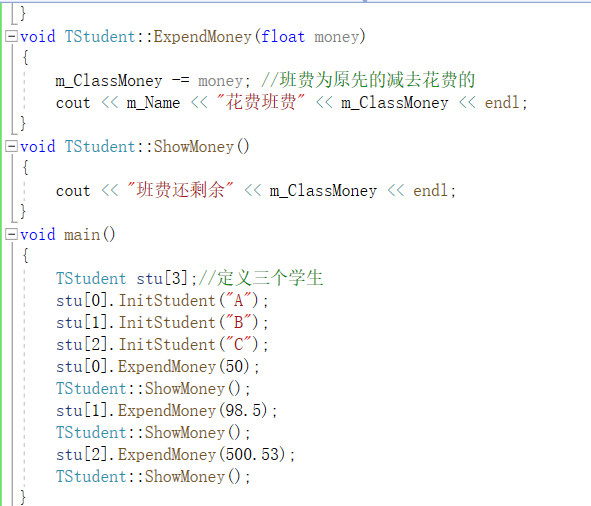 }
void TStudent::ExpendMoney(float money)
{
m_ClassMoney -= money; //班费为原先的减去花费的
cout << m_Name << "花费班费" << m_ClassMoney << endl;
}
void TStudent::ShowMoney()
{
cout << "班费还剩余" << m_ClassMoney << endl;
}
void main()
{
TStudent stu[3];//定义三个学生
stu[0].InitStudent("A");
stu[1].InitStudent("B");
stu[2].InitStudent("C");
stu[0].ExpendMoney(50);
TStudent::ShowMoney();
stu[1].ExpendMoney(98.5);
TStudent::ShowMoney();
stu[2].ExpendMoney(500.53);
TStudent::ShowMoney();
}